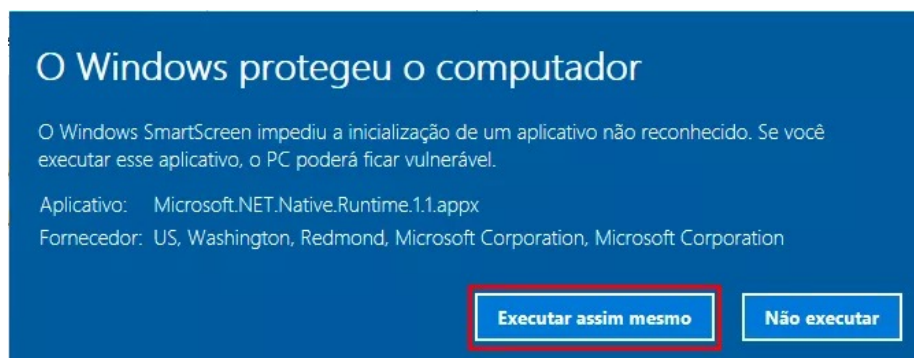 O Windows protegeu o computador
O Windows SmartScreen impediu a inicialização de um aplicativo não reconhecido. Se você
executar esse aplicativo, o PC poderá ficar vulnerável.
Aplicativo: Microsoft.NET.Native.Runtime.1.1.appx
Fornecedor: US, Washington, Redmond, Microsoft Corporation, Microsoft Corporation
Executar assim mesmo Não executar